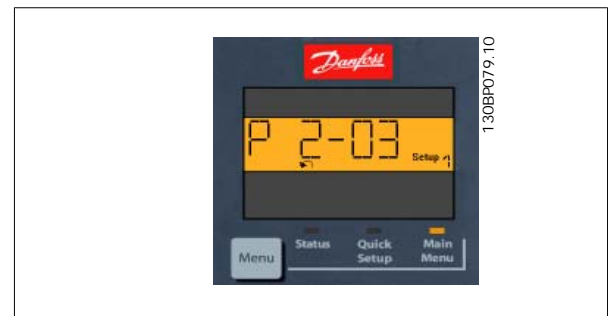 Danfoss
P 2-03
Setup 1
Status
Quick Setup
Main Menu
Menu
130BP079.10